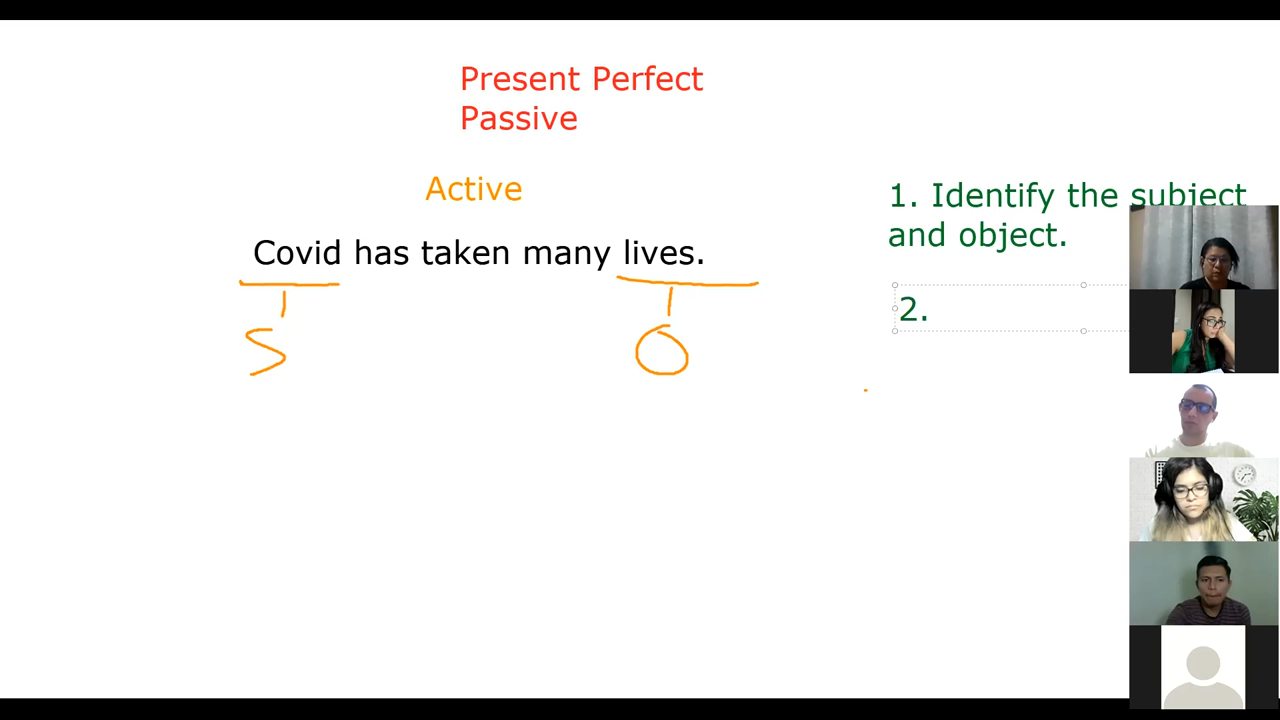 Present Perfect
Passive
Active
1. Identify the subject
and object.
Covid has taken many lives.
2.
S
O